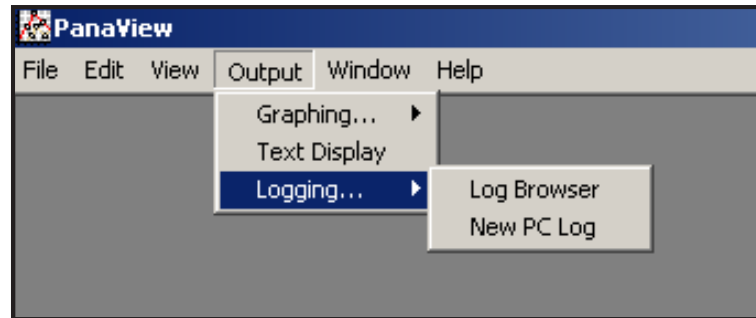 PanaView
File Edit View Output Window Help
Graphing...
Text Display
Logging...
Log Browser
New PC Log